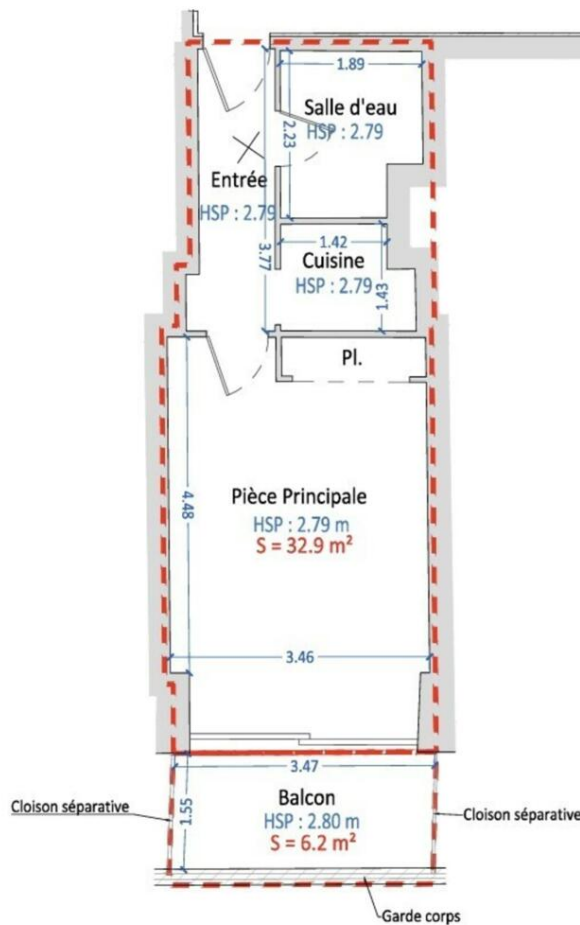 1.89
Salle d'eau
HSP : 2.79
2.23
Entrée
HSP : 2.79
3.77
1.42
Cuisine
HSP : 2.79
1.43
Pl.
4.48
Pièce Principale
HSP : 2.79 m
S = 32.9 m²
3.46
3.47
Cloison séparative
1.55
Balcon
HSP : 2.80 m
S = 6.2 m²
Cloison séparative
Garde corps